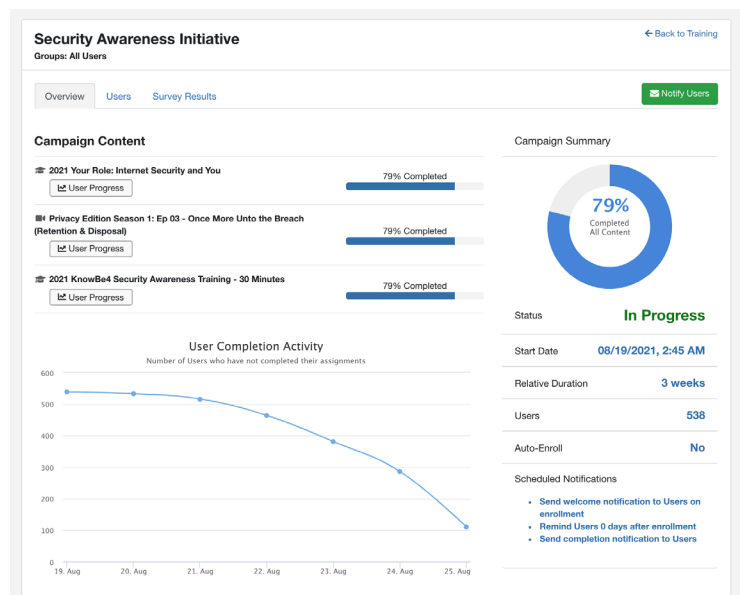 Security Awareness Initiative
Back to Training
Groups: All Users
Overview
Users
Survey Results
Notify Users
Campaign Content
2021 Your Role: Internet Security and You
User Progress
79% Completed
Privacy Edition Season 1: Ep 03 - Once More Unto the Breach
(Retention & Disposal)
User Progress
79% Completed
2021 KnowBe4 Security Awareness Training - 30 Minutes
User Progress
79% Completed
User Completion Activity
Number of Users who have not completed their assignments
600
500
400
300
200
100
0
19. Aug
20. Aug
21. Aug
22. Aug
23. Aug
24. Aug
25. Aug
Campaign Summary
79%
Completed
All Content
Status
In Progress
Start Date
08/19/2021, 2:45 AM
Relative Duration
3 weeks
Users
538
Auto-Enroll
No
Scheduled Notifications
Send welcome notification to Users on
enrollment
Remind Users 0 days after enrollment
Send completion notification to Users